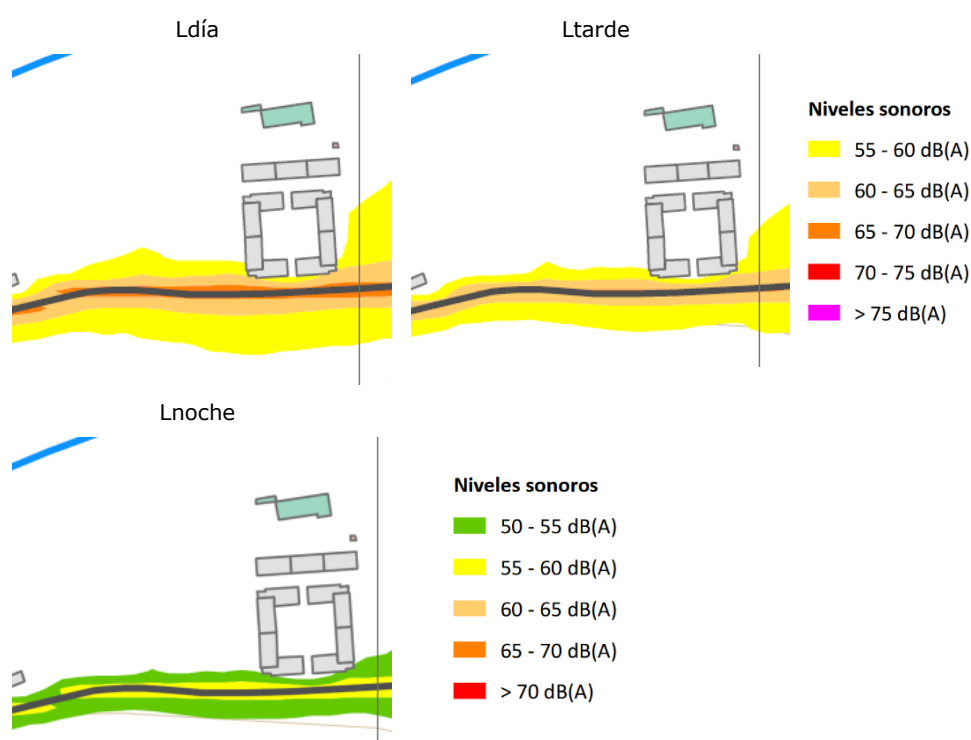 Ldía
Ltarde
Niveles sonoros
55 - 60 dB(A)
60 - 65 dB(A)
65 - 70 dB(A)
70 - 75 dB(A)
> 75 dB(A)
Lnoche
Niveles sonoros
50 - 55 dB(A)
55 - 60 dB(A)
60 - 65 dB(A)
65 - 70 dB(A)
> 70 dB(A)